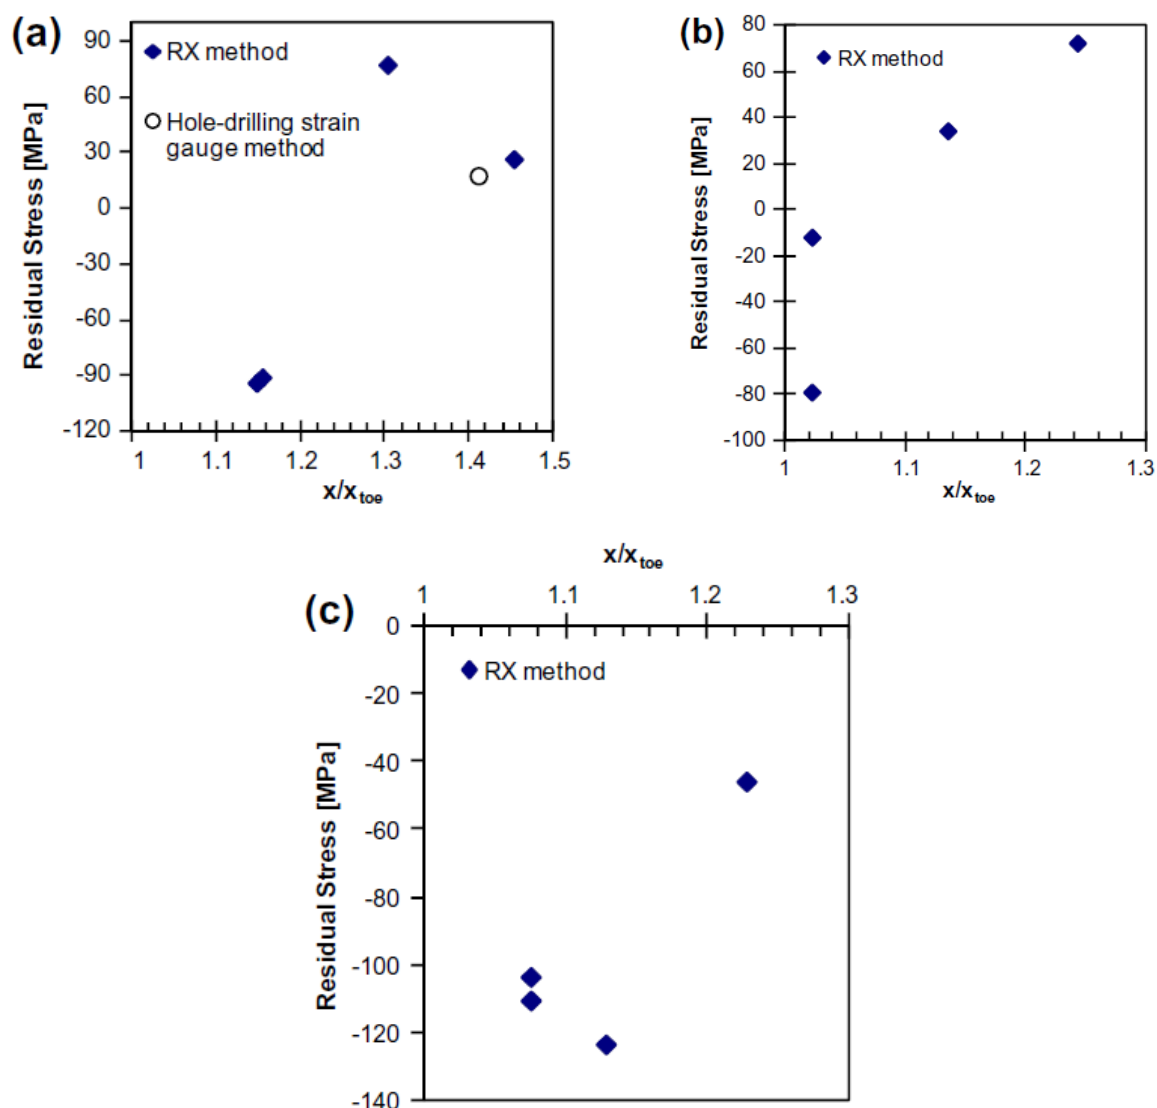 (a)
90
60
30
0
-30
-60
-90
-120
Residual Stress [MPa]
RX method
Hole-drilling strain
gauge method
1 1.1 1.2 1.3 1.4 1.5
x/xtoe
(b)
80
60
40
20
0
-20
-40
-60
-80
-100
Residual Stress [MPa]
RX method
1 1.1 1.2 1.3
x/xtoe
(c)
x/xtoe
1 1.1 1.2 1.3
0
-20
-40
-60
-80
-100
-120
-140
Residual Stress [MPa]
RX method